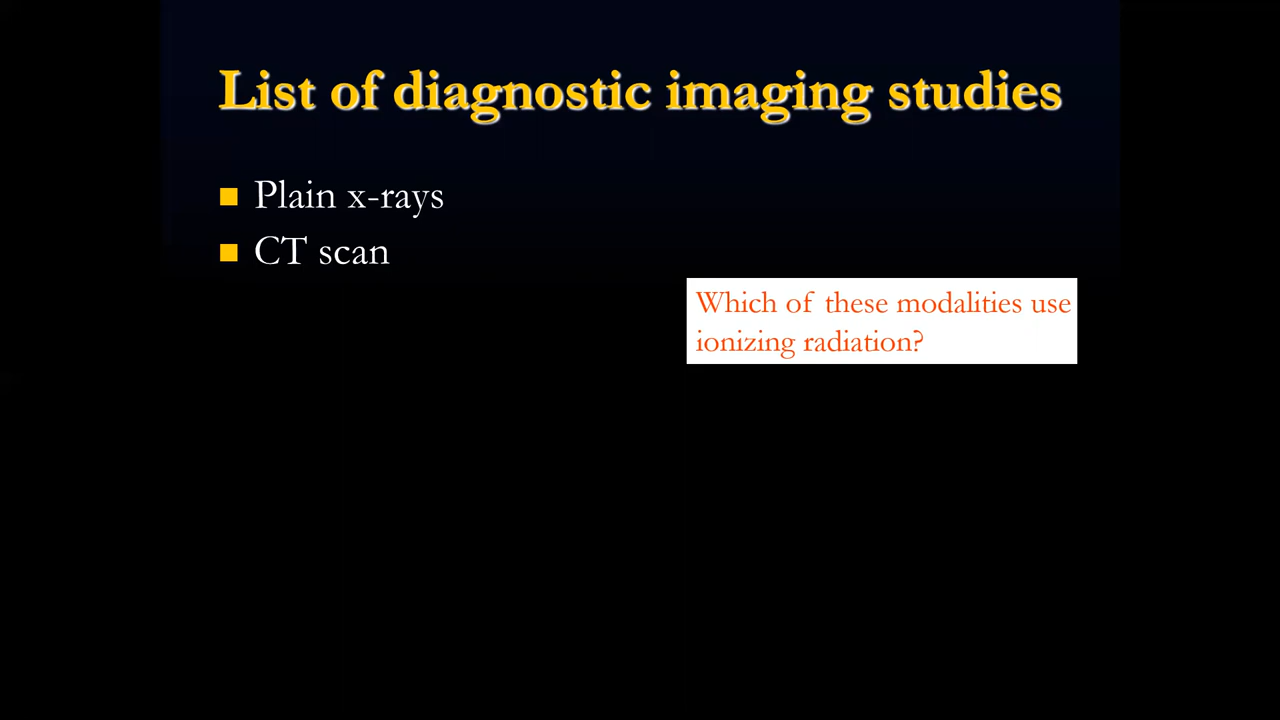 List of diagnostic imaging studies
Plain x-rays
CT scan
Which of these modalities use
ionizing radiation?